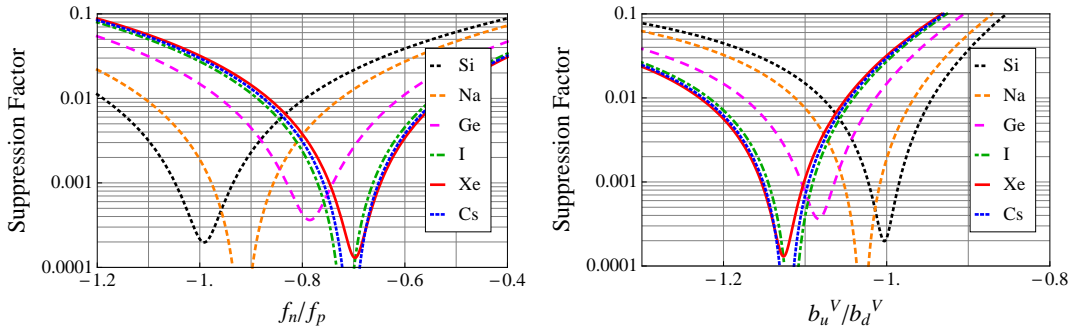 0.1
0.01
0.001
0.0001
Suppression Factor
Si
Na
Ge
I
Xe
Cs
−1.2
−1.
−0.8
−0.6
−0.4
f_n/f_p
0.1
0.01
0.001
0.0001
Suppression Factor
Si
Na
Ge
I
Xe
Cs
−1.2
−1.
−0.8
b_u^V/b_d^V